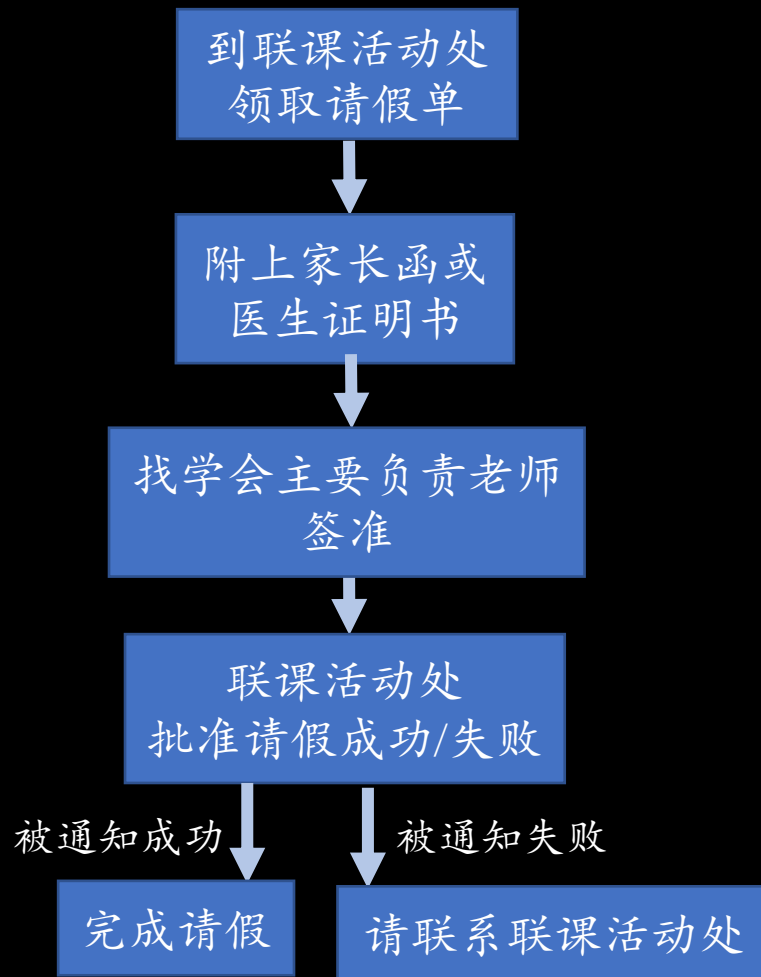 到联课活动处
领取请假单
附上家长函或
医生证明书
找学会主要负责老师
签准
联课活动处
批准请假成功/失败
被通知成功
被通知失败
完成请假
请联系联课活动处